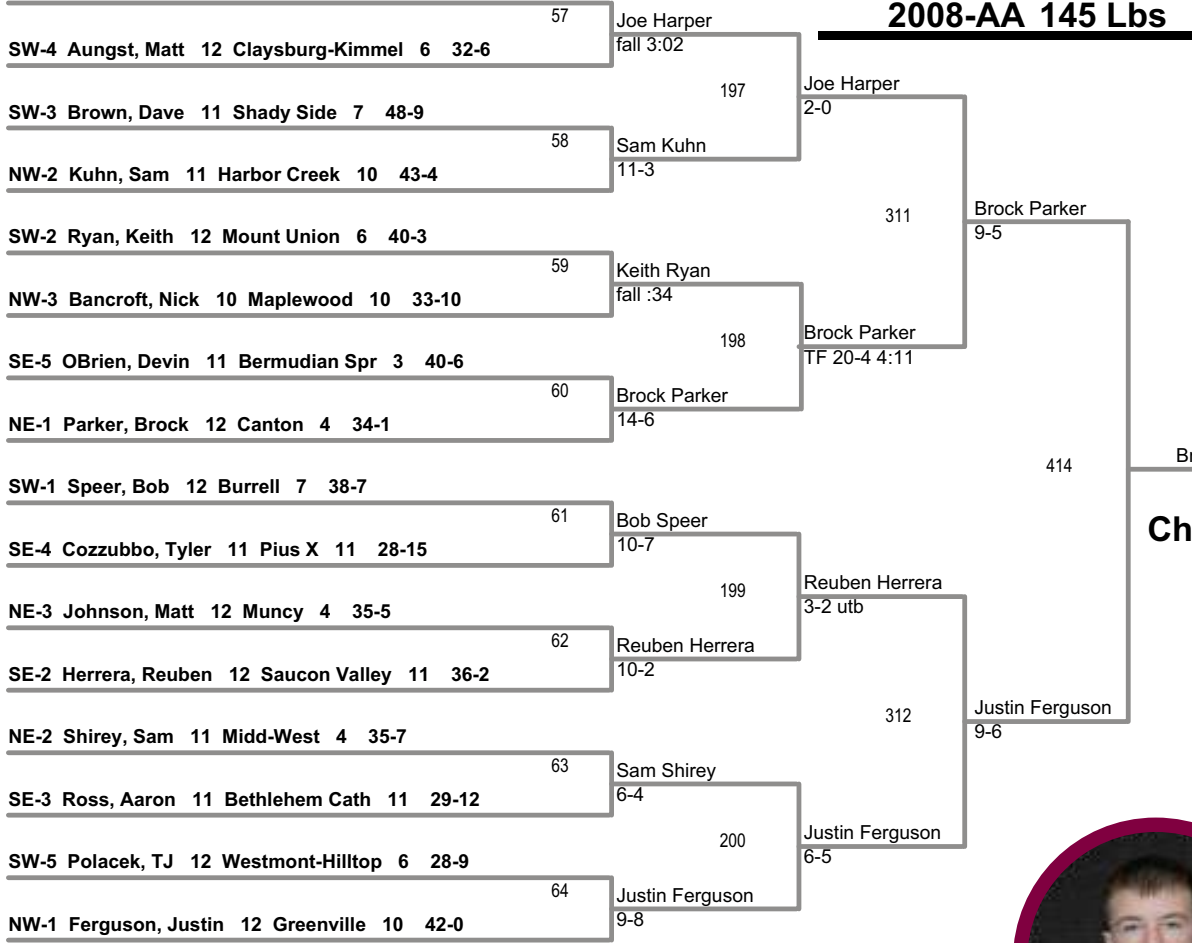 2008-AA 145 Lbs
57
Joe Harper
fall 3:02
SW-4 Aungst, Matt 12 Claysburg-Kimmel 6 32-6
197
Joe Harper
2-0
SW-3 Brown, Dave 11 Shady Side 7 48-9
58
Sam Kuhn
11-3
NW-2 Kuhn, Sam 11 Harbor Creek 10 43-4
311
Brock Parker
9-5
SW-2 Ryan, Keith 12 Mount Union 6 40-3
59
Keith Ryan
fall :34
NW-3 Bancroft, Nick 10 Maplewood 10 33-10
198
Brock Parker
TF 20-4 4:11
SE-5 OBrien, Devin 11 Bermudian Spr 3 40-6
60
Brock Parker
14-6
NE-1 Parker, Brock 12 Canton 4 34-1
414
Br
SW-1 Speer, Bob 12 Burrell 7 38-7
61
Bob Speer
10-7
Ch
SE-4 Cozzubbo, Tyler 11 Pius X 11 28-15
199
Reuben Herrera
3-2 utb
NE-3 Johnson, Matt 12 Muncy 4 35-5
62
Reuben Herrera
10-2
SE-2 Herrera, Reuben 12 Saucon Valley 11 36-2
312
Justin Ferguson
9-6
NE-2 Shirey, Sam 11 Midd-West 4 35-7
63
Sam Shirey
6-4
SE-3 Ross, Aaron 11 Bethlehem Cath 11 29-12
200
Justin Ferguson
6-5
SW-5 Polacek, TJ 12 Westmont-Hilltop 6 28-9
64
Justin Ferguson
9-8
NW-1 Ferguson, Justin 12 Greenville 10 42-0